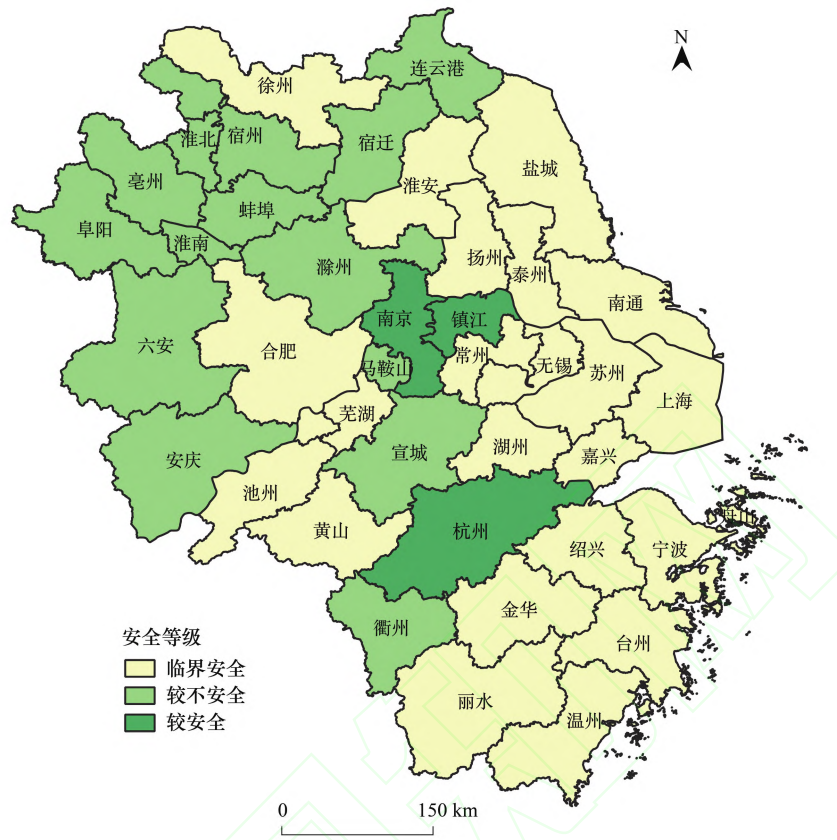 N
连云港
徐州
淮北
宿州
宿迁
盐城
亳州
淮安
蚌埠
阜阳
淮南
滁州
扬州
泰州
南通
南京
镇江
六安
合肥
马鞍山
常州
无锡
苏州
上海
芜湖
安庆
宣城
湖州
嘉兴
池州
黄山
杭州
舟山
绍兴
宁波
衢州
金华
台州
丽水
温州
安全等级
临界安全
较不安全
较安全
0 150 km